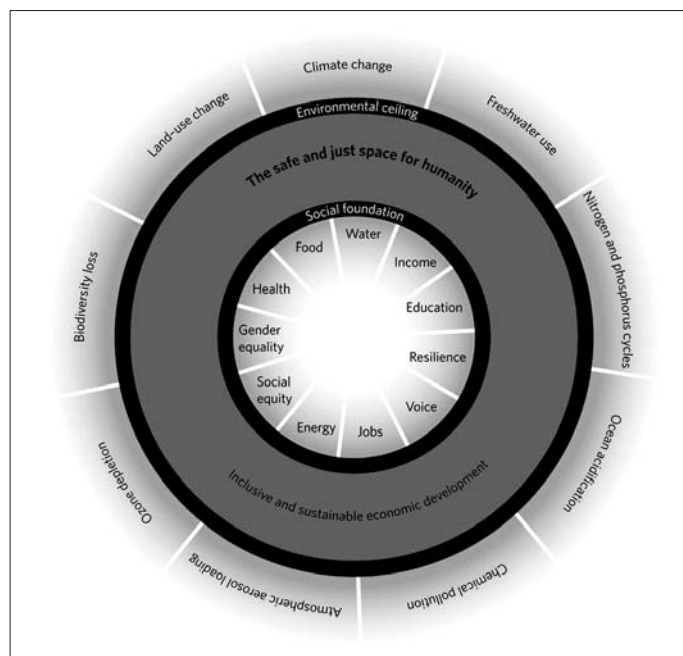 Climate change
Freshwater use
Nitrogen and phosphorus cycles
Ocean acidification
Chemical pollution
Atmospheric aerosol loading
Ozone depletion
Biodiversity loss
Land-use change
Environmental ceiling
The safe and just space for humanity
Social foundation
Water
Income
Education
Resilience
Voice
Jobs
Energy
Social
equity
Gender
equality
Health
Food
Inclusive and sustainable economic development